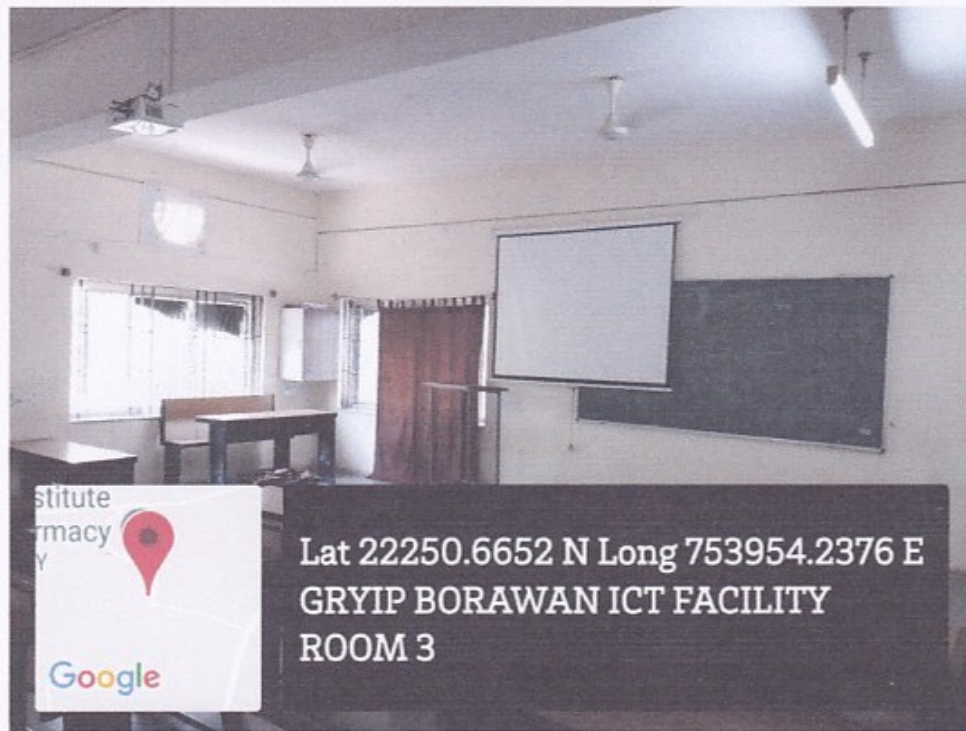 stitute
rmacy
Y
Google
Lat 22250.6652 N Long 753954.2376 E
GRYIP BORAWAN ICT FACILITY
ROOM 3